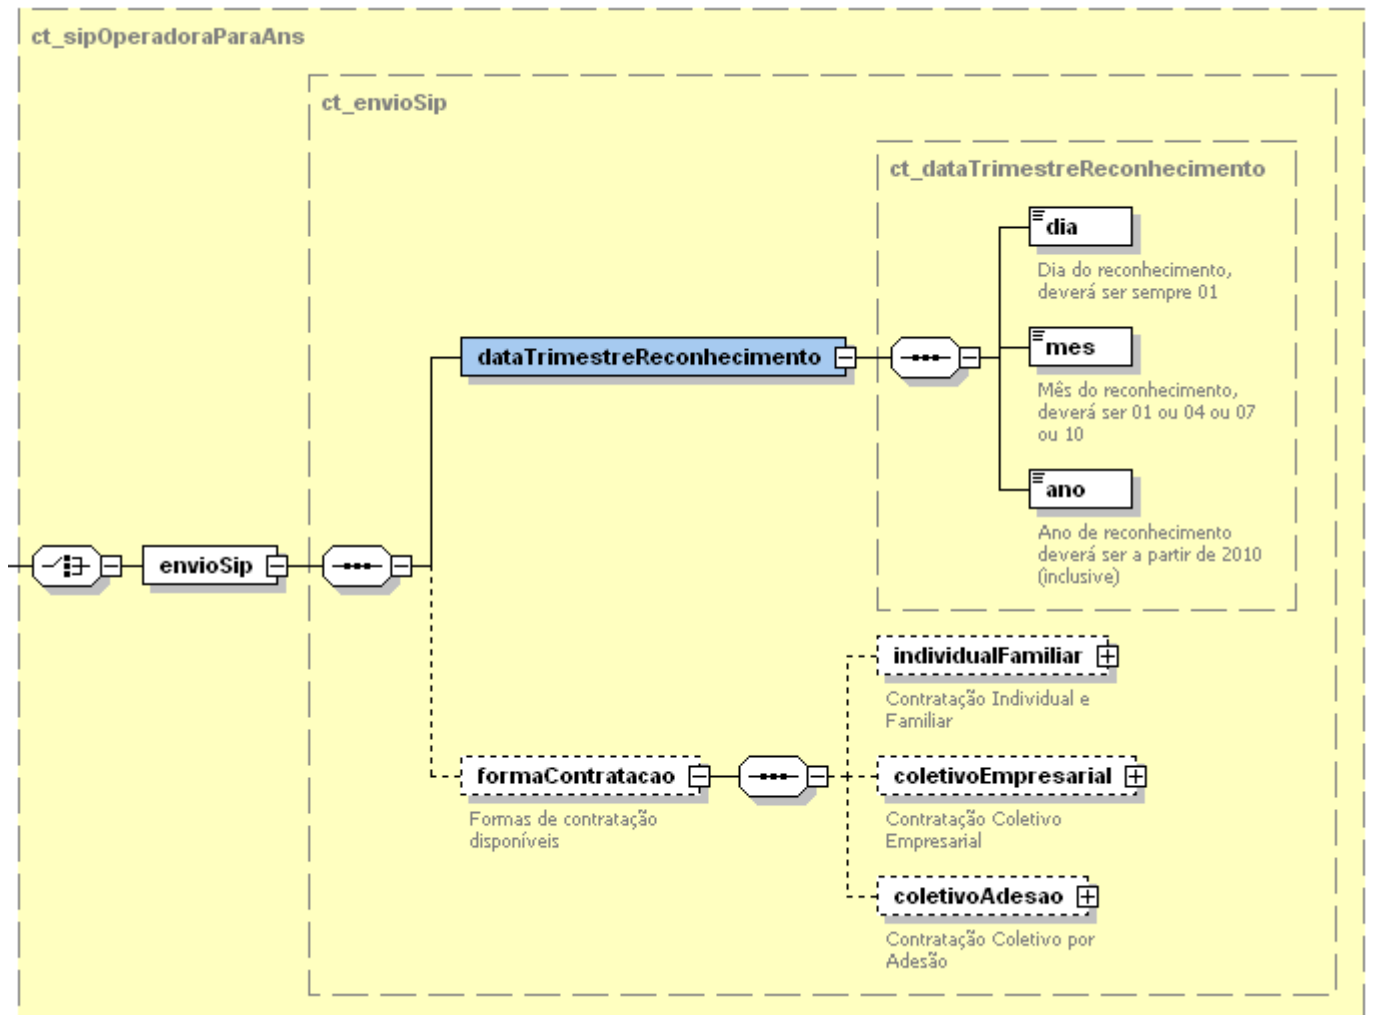 ct_sipOperadoraParaAns
ct_envioSip
ct_dataTrimestreReconhecimento
dia
Dia do reconhecimento,
deverá ser sempre 01
dataTrimestreReconhecimento
mes
Mês do reconhecimento,
deverá ser 01 ou 04 ou 07
ou 10
ano
Ano de reconhecimento
deverá ser a partir de 2010
(inclusive)
envioSip
individualFamiliar
Contratação Individual e
Familiar
formaContratacao
Formas de contratação
disponíveis
coletivoEmpresarial
Contratação Coletivo
Empresarial
coletivoAdesao
Contratação Coletivo por
Adesão